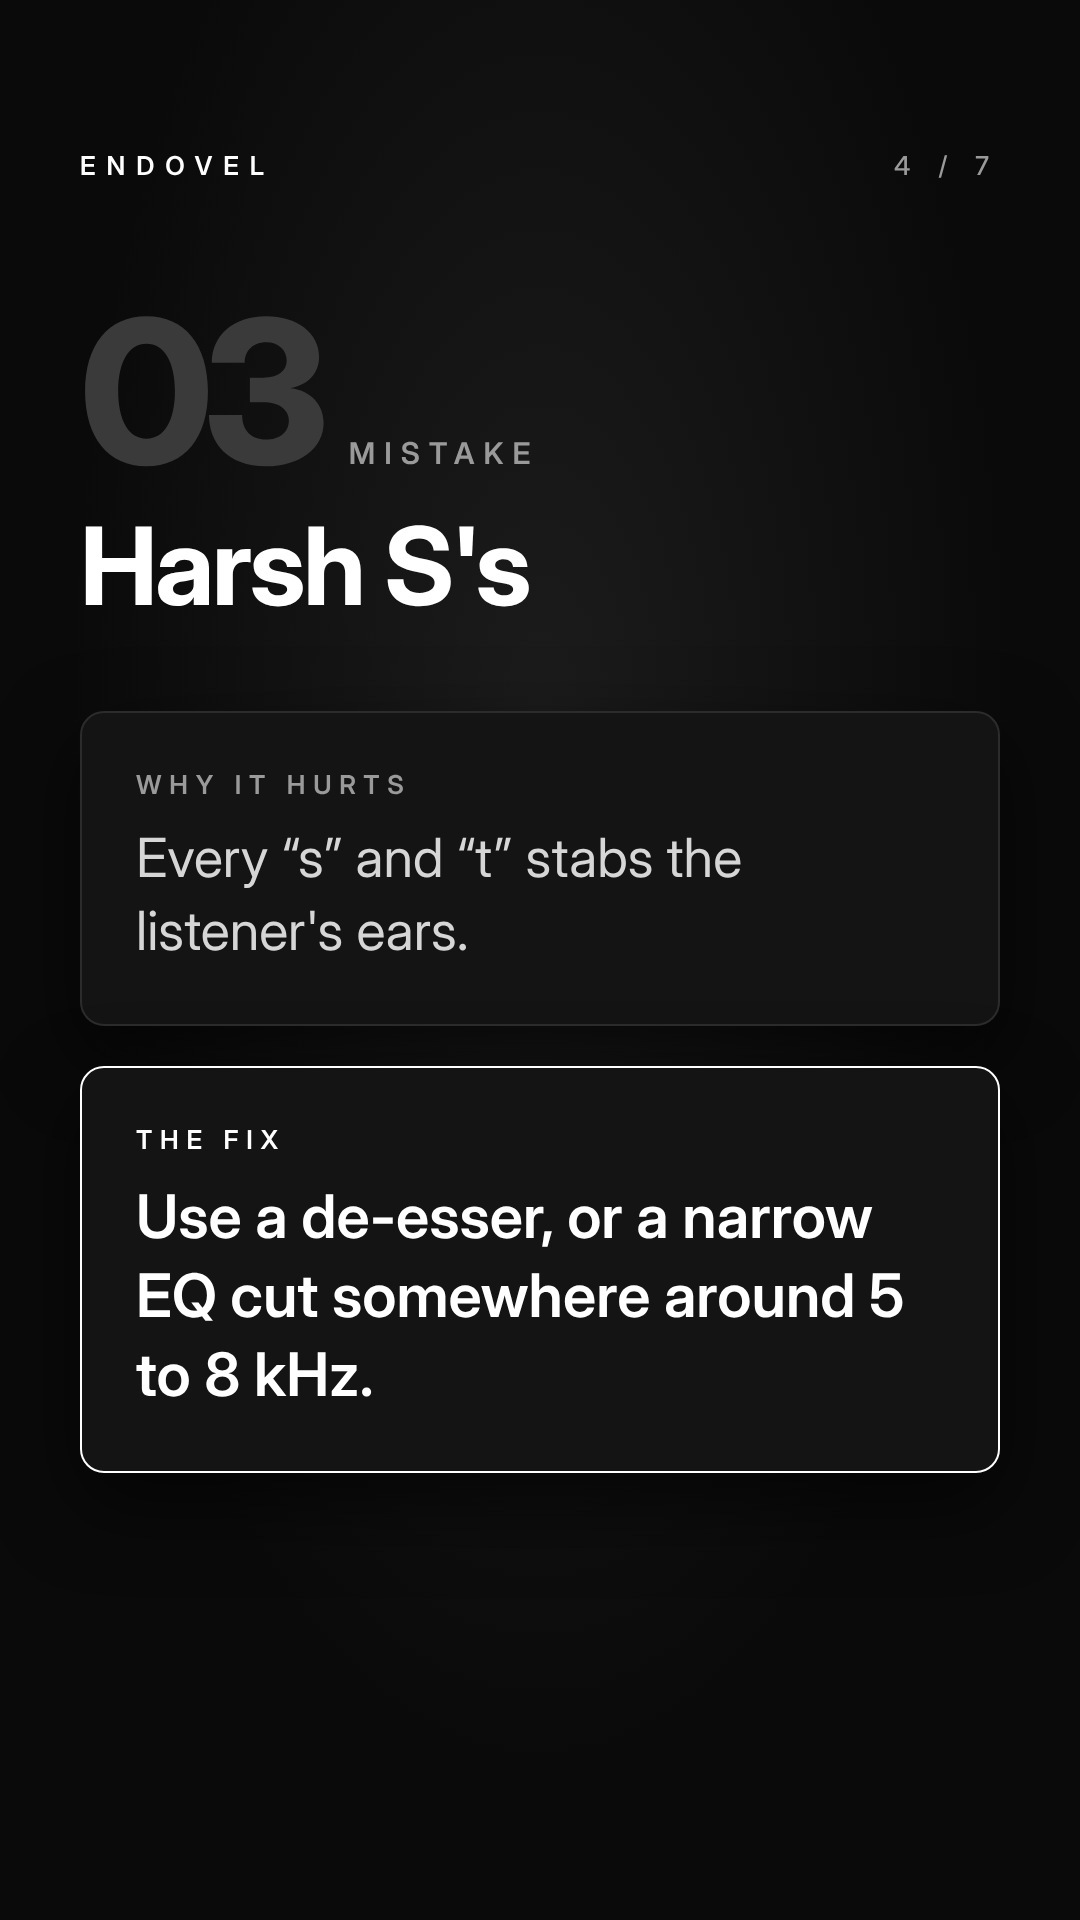 ENDOVEL
4 / 7
03 MISTAKE
Harsh S's
WHY IT HURTS
Every “s” and “t” stabs the
listener's ears.
THE FIX
Use a de-esser, or a narrow
EQ cut somewhere around 5
to 8 kHz.